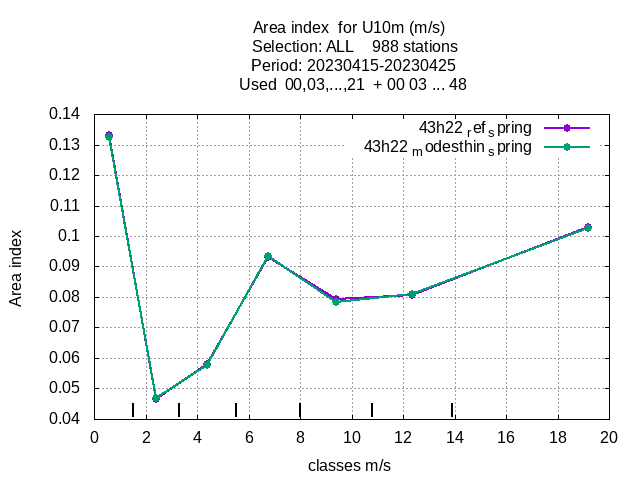 Area index for U10m (m/s)
Selection: ALL 988 stations
Period: 20230415-20230425
Used 00,03,...,21 + 00 03 ... 48
43h22 ref spring
43h22 modesthin spring
0.14
0.13
0.12
0.11
0.1
0.09
0.08
0.07
0.06
0.05
0.04
Area index
0 2 4 6 8 10 12 14 16 18 20
classes m/s